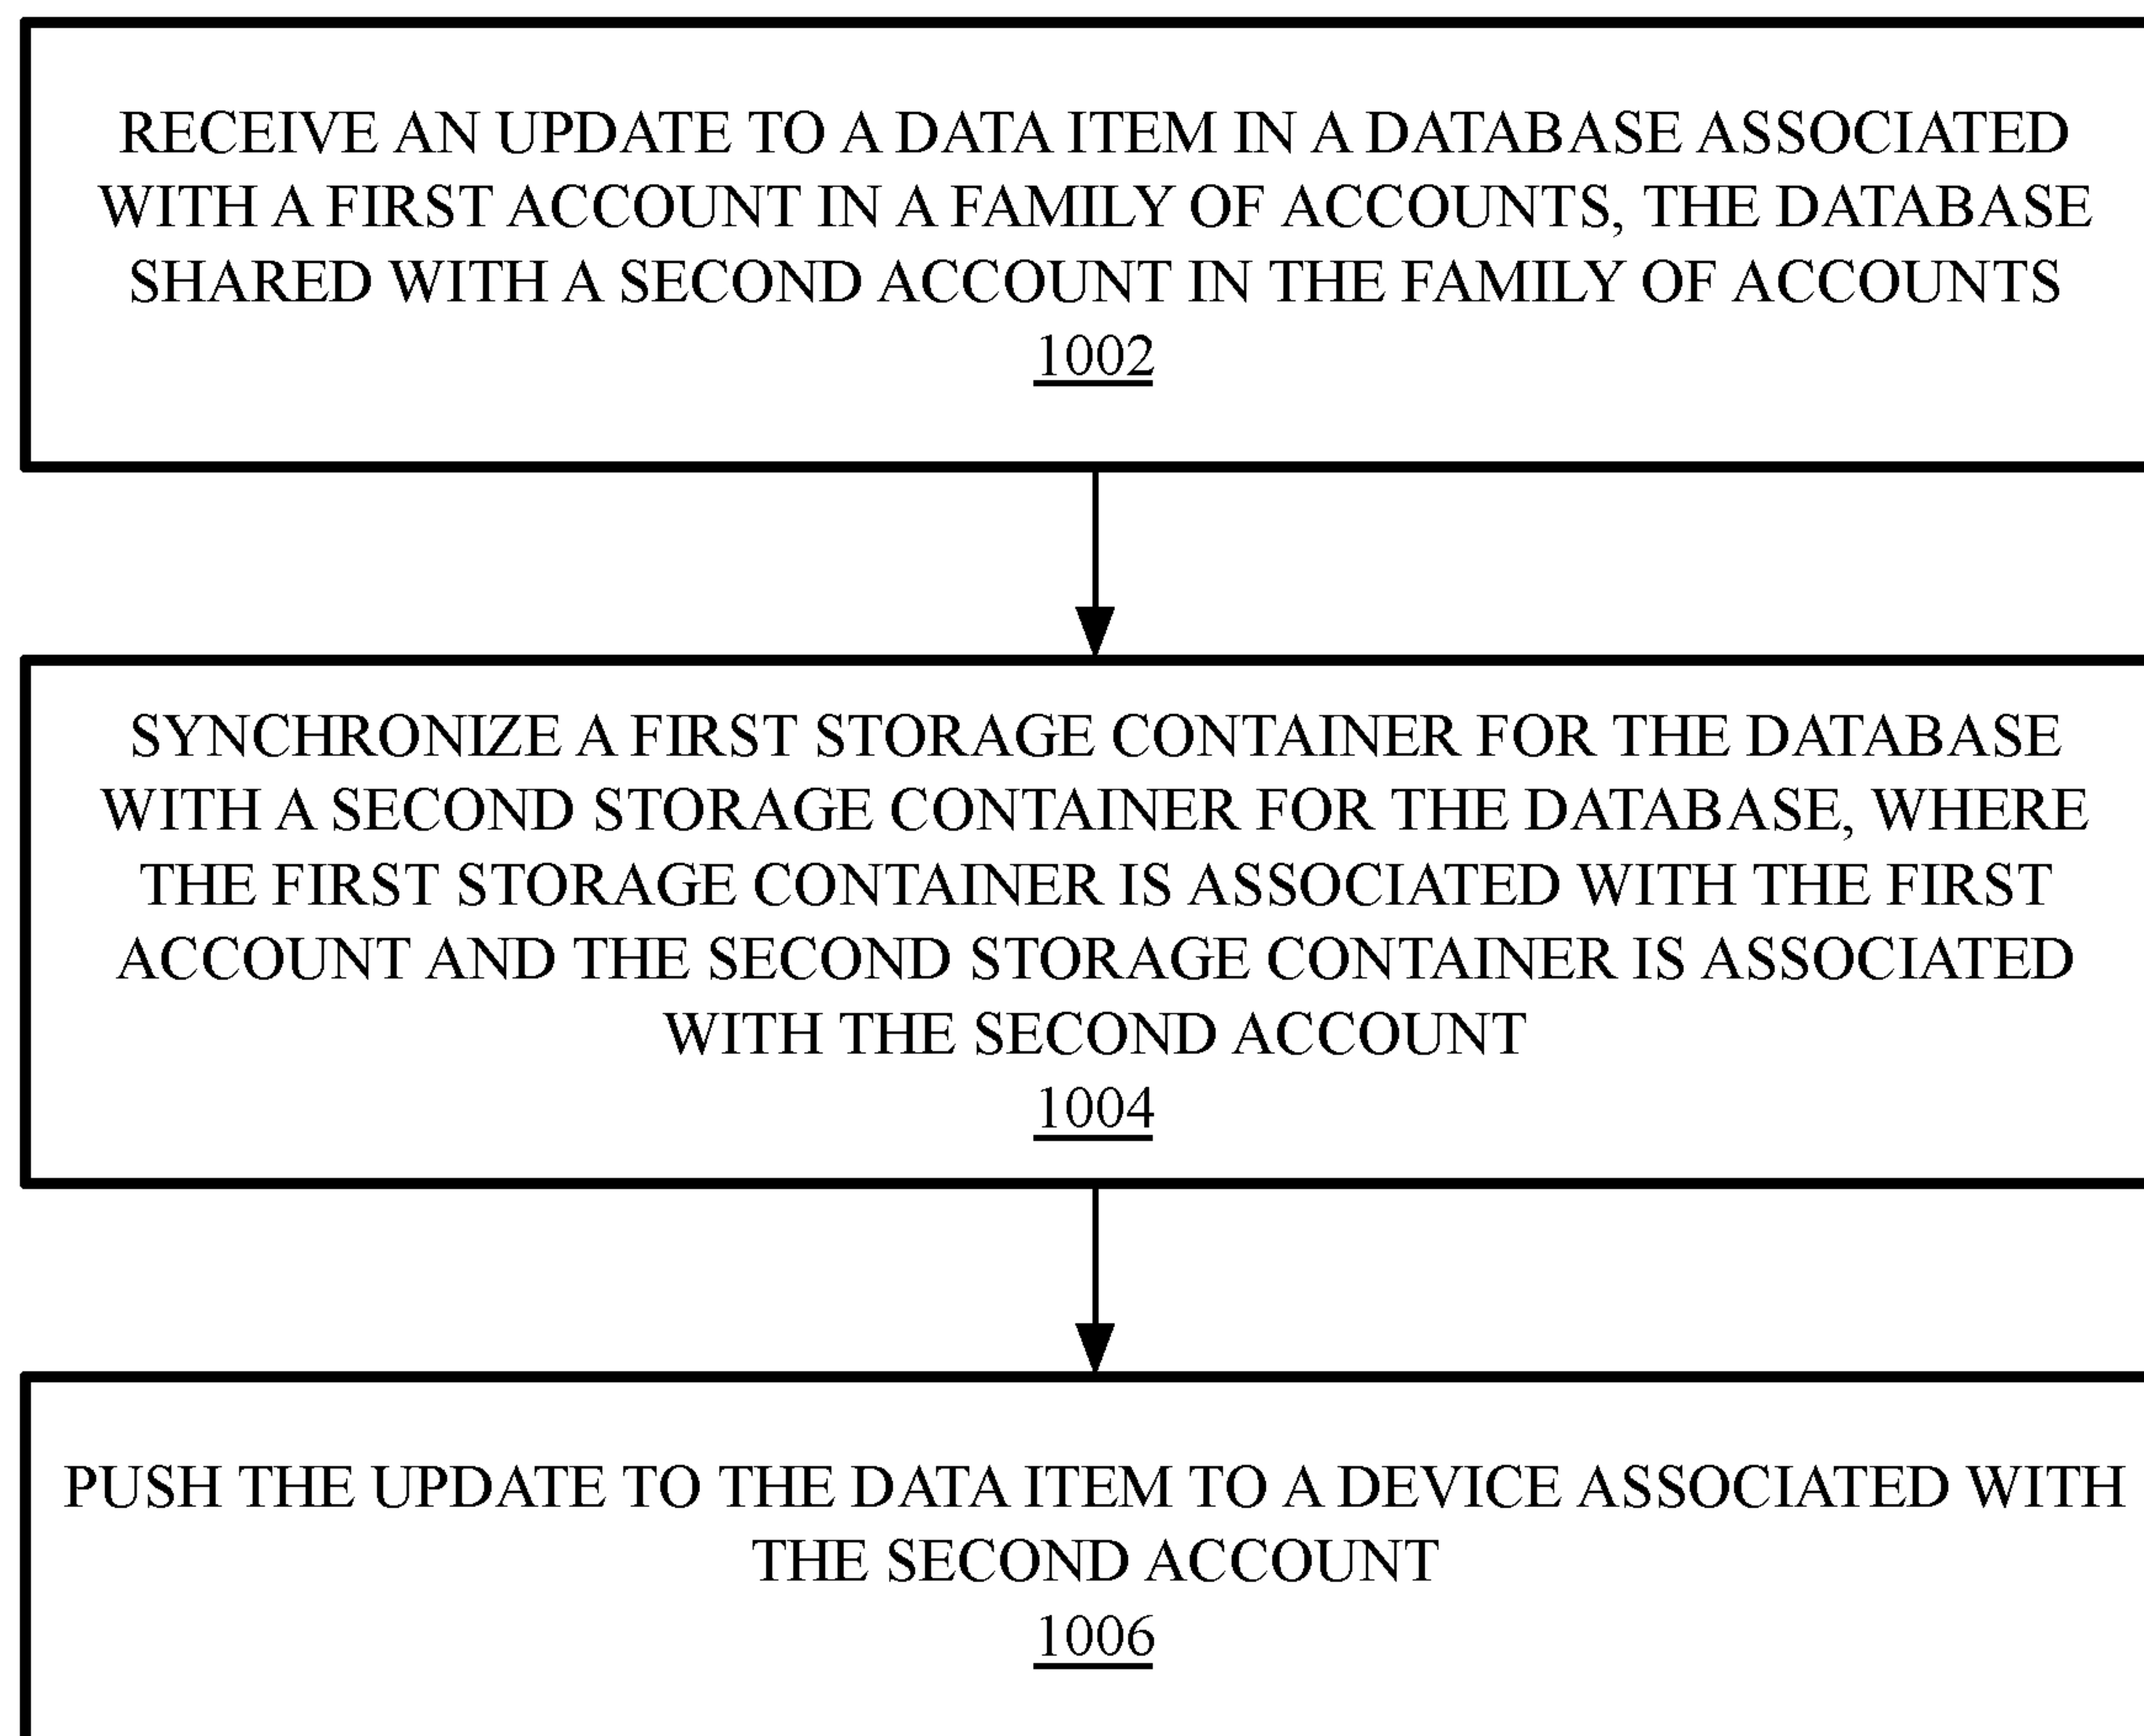 RECEIVE AN UPDATE TO A DATA ITEM IN A DATABASE ASSOCIATED
WITH A FIRST ACCOUNT IN A FAMILY OF ACCOUNTS, THE DATABASE
SHARED WITH A SECOND ACCOUNT IN THE FAMILY OF ACCOUNTS
1002
SYNCHRONIZE A FIRST STORAGE CONTAINER FOR THE DATABASE
WITH A SECOND STORAGE CONTAINER FOR THE DATABASE, WHERE
THE FIRST STORAGE CONTAINER IS ASSOCIATED WITH THE FIRST
ACCOUNT AND THE SECOND STORAGE CONTAINER IS ASSOCIATED
WITH THE SECOND ACCOUNT
1004
PUSH THE UPDATE TO THE DATA ITEM TO A DEVICE ASSOCIATED WITH
THE SECOND ACCOUNT
1006